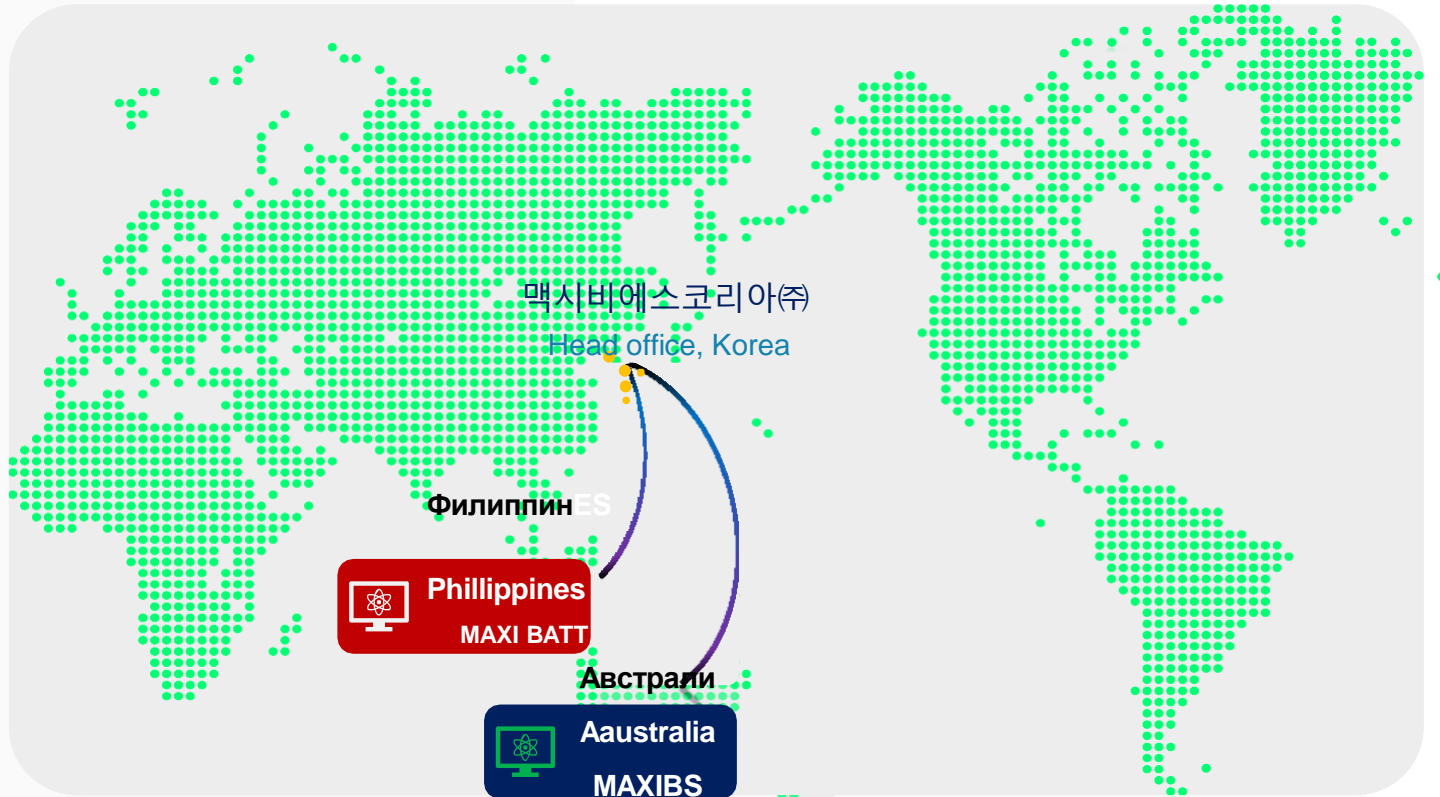 맥시비에스코리아㈜
Head office, Korea
ФилиппинES
Phillippines
MAXI BATT
Австрали
Aaustralia
MAXIBS